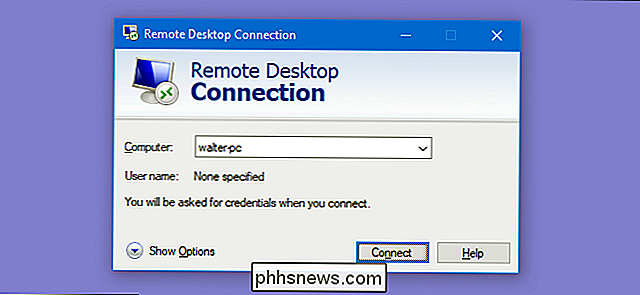 Remote Desktop Connection
Remote Desktop
Connection
Computer: walter-pc
User name: None specified
You will be asked for credentials when you connect.
Show Options Connect Help
phhsnews.com